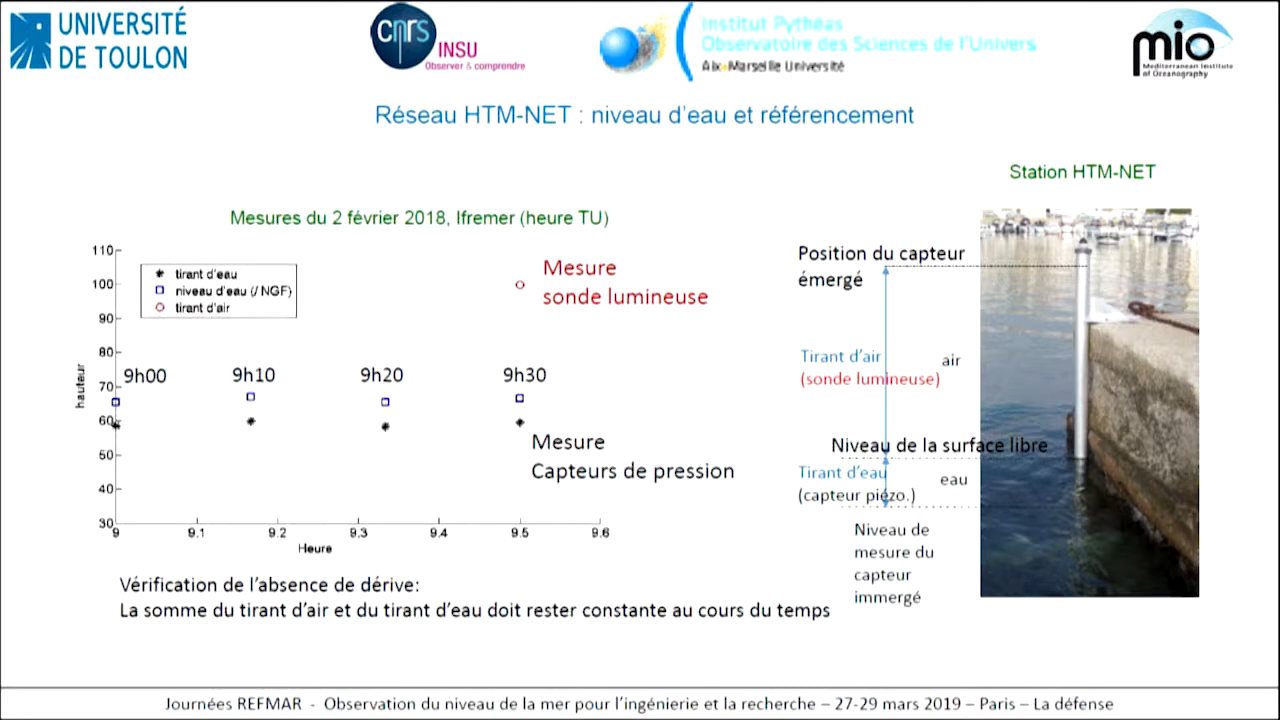 UNIVERSITÉ
DE TOULON
cnrs
INSU
Observer & comprendre
Institut Pythéas
Observatoire des Sciences de l'Univers
Aix-Marseille Université
mio
Mediterranean Institute
of Oceanography
Réseau HTM-NET : niveau d'eau et référencement
Station HTM-NET
Mesures du 2 février 2018, Ifremer (heure TU)
110
100
90
80
70
60
50
40
30
hauteur
tirant d'eau
niveau d'eau (/ NGF)
tirant d'air
Mesure
sonde lumineuse
9h00
9h10
9h20
9h30
Mesure
Capteurs de pression
9
9.1
9.2
9.3
9.4
9.5
9.6
Heure
Position du capteur
émergé
Tirant d'air
air
(sonde lumineuse)
Niveau de la surface libre
Tirant d'eau
eau
(capteur piézo.)
Niveau de
mesure du
capteur
immergé
Vérification de l'absence de dérive:
La somme du tirant d'air et du tirant d'eau doit rester constante au cours du temps
Journées REFMAR - Observation du niveau de la mer pour l'ingénierie et la recherche – 27-29 mars 2019 – Paris – La défense